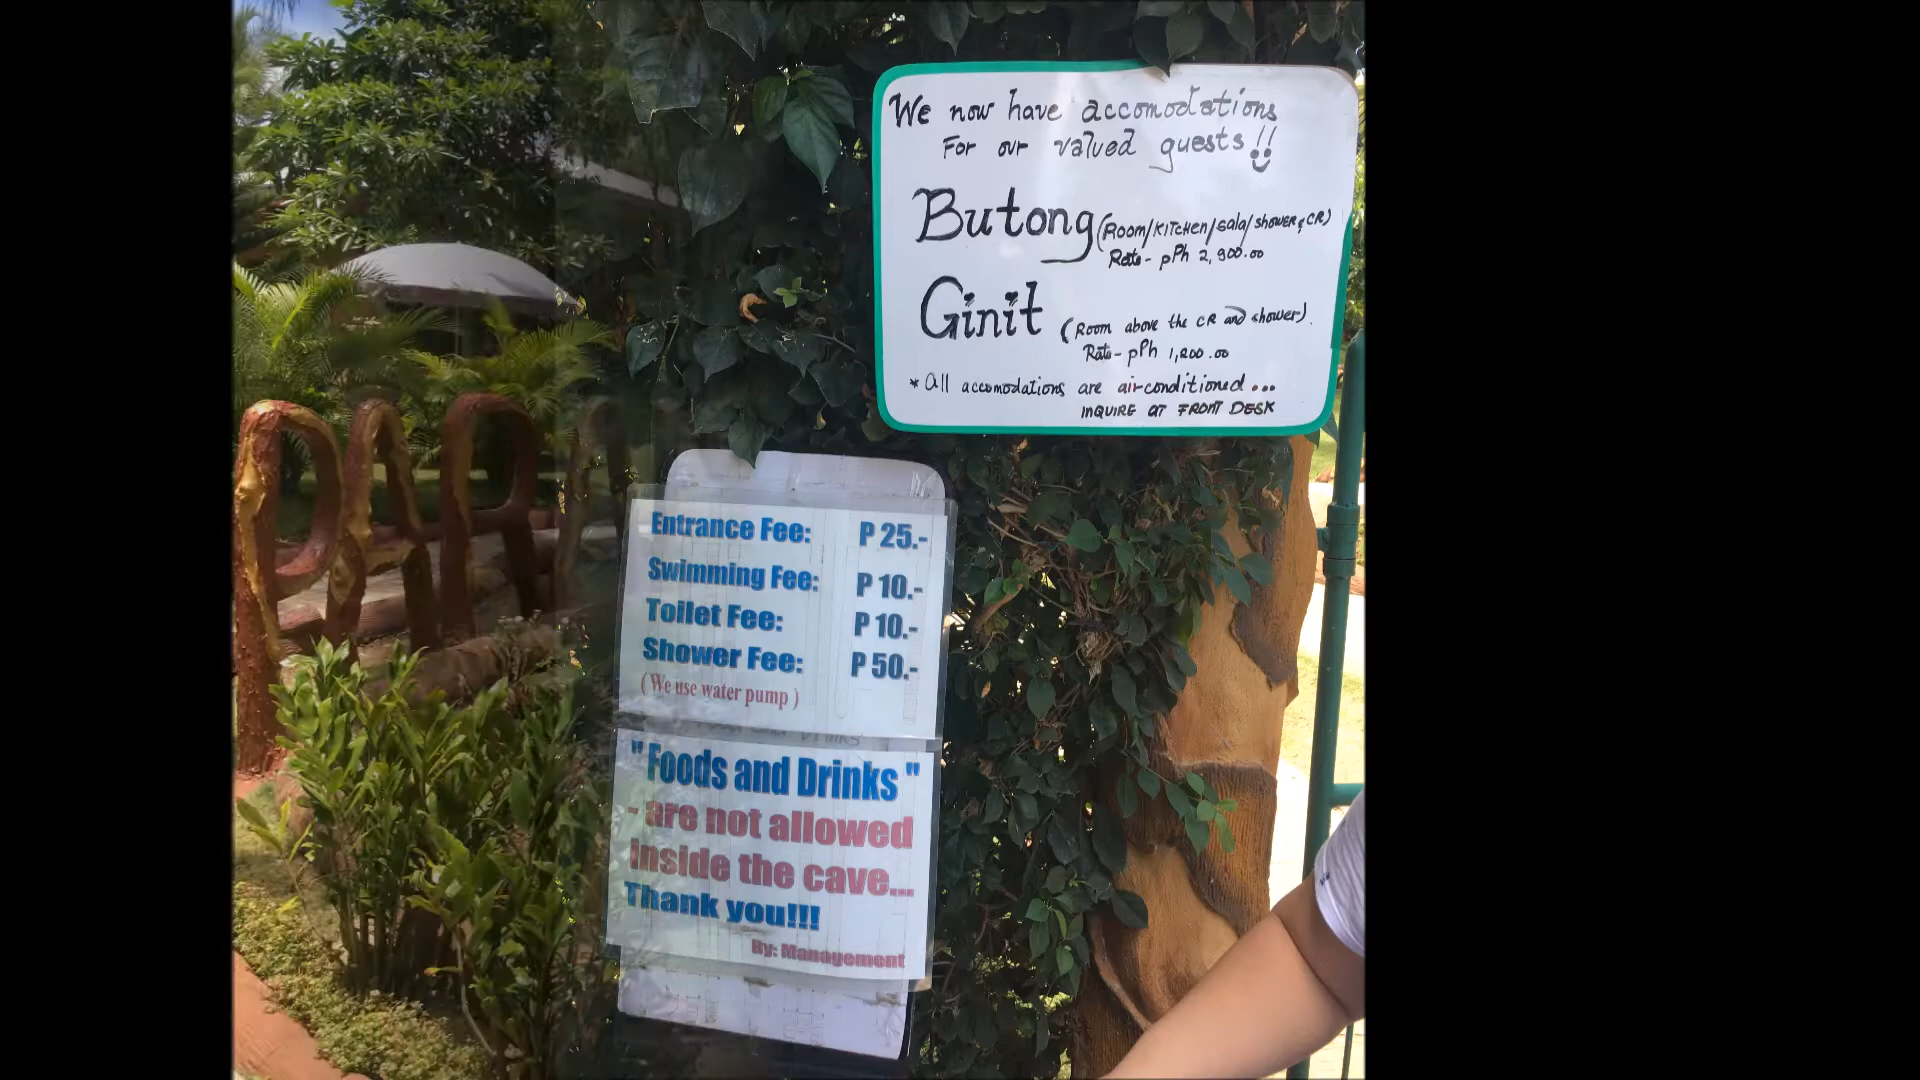 We now have accomodations
For our valued guests!!
Butong (Room/KITCHEN/sala/shower & CR)
Rate - pPh 2,900.00
Ginit (Room above the CR and shower).
Rate - pPh 1,200.00
* All accomodations are airconditioned...
INQUIRE AT FRONT DESK
Entrance Fee: P 25.-
Swimming Fee: P 10.-
Toilet Fee: P 10.-
Shower Fee: P 50.-
( We use water pump )
" Foods and Drinks "
- are not allowed
inside the cave...
Thank you!!!
By: Management